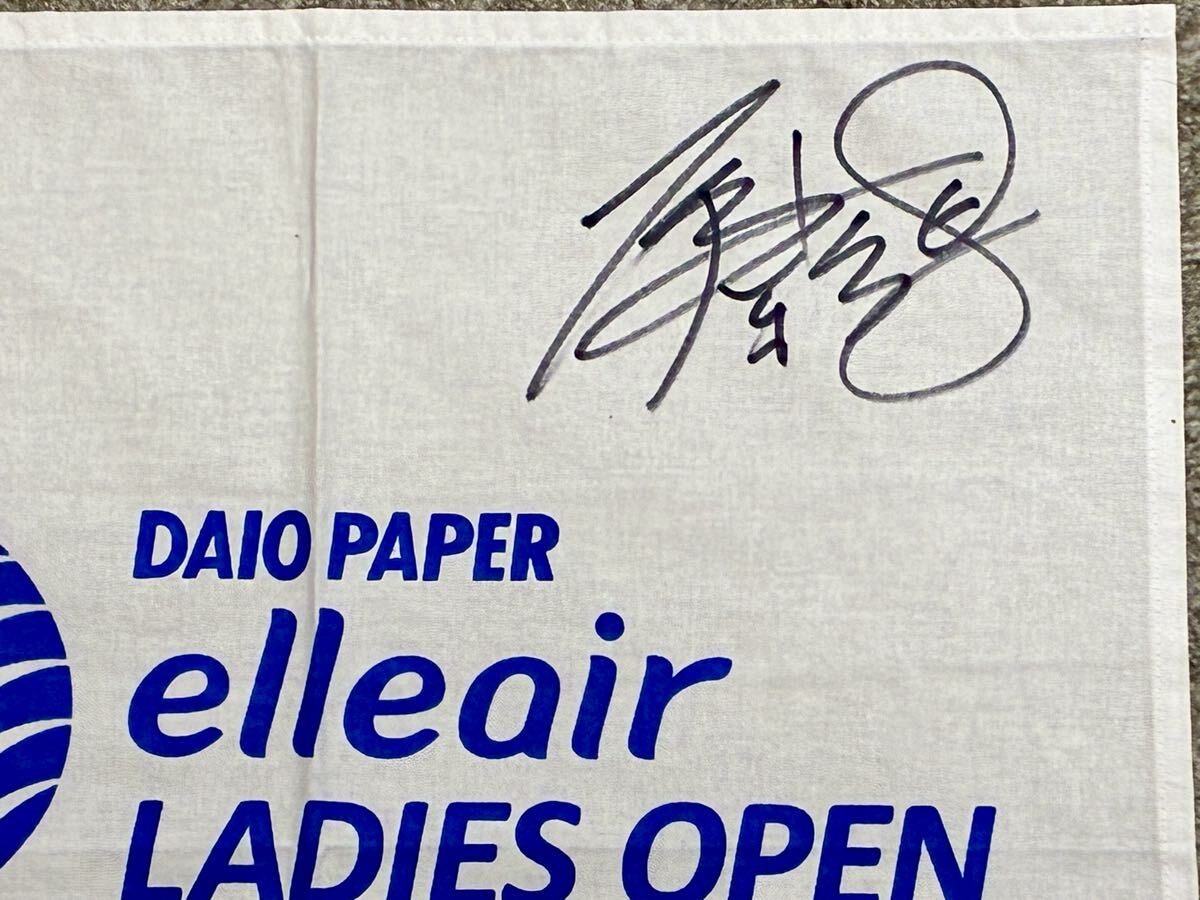 DAIO PAPER
elleair
LADIES OPEN